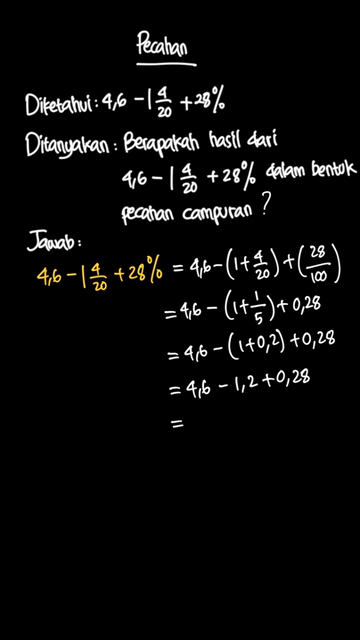 Pecahan
Diketahui: 4,6 - 1 4/20 + 28%
Ditanyakan: Berapakah hasil dari
4,6 - 1 4/20 + 28% dalam bentuk
pecahan campuran?
Jawab:
4,6 - 1 4/20 + 28% = 4,6 - (1 + 4/20) + (28/100)
= 4,6 - (1 + 1/5) + 0,28
= 4,6 - (1 + 0,2) + 0,28
= 4,6 - 1,2 + 0,28
=